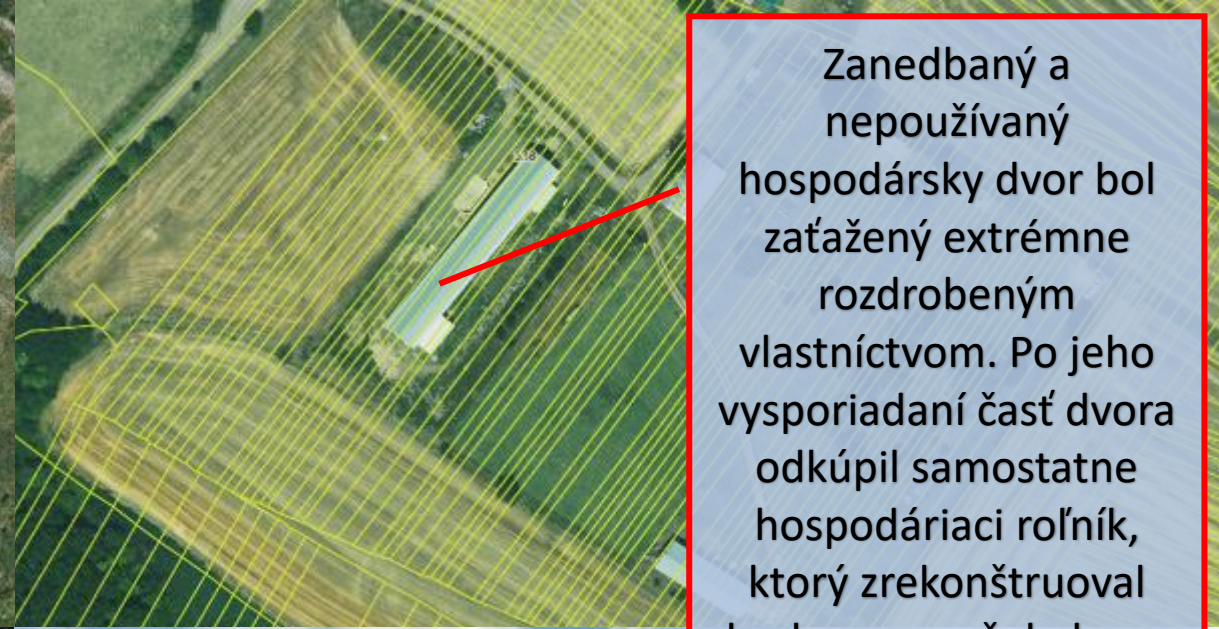 Zanedbaný a
nepoužívaný
hospodársky dvor bol
zaťažený extrémne
rozdrobeným
vlastníctvom. Po jeho
vysporiadaní časť dvora
odkúpil samostatne
hospodáriaci roľník,
ktorý zrekonštruoval